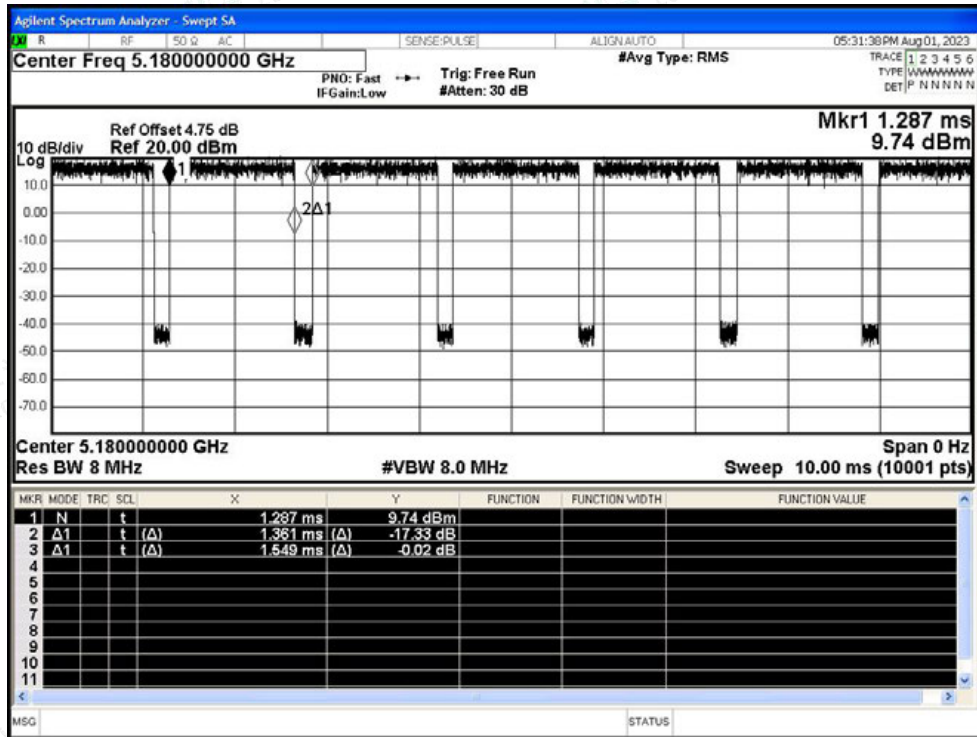 Agilent Spectrum Analyzer - Swept SA
R RF 50 Ω AC SENSE:PULSE ALIGN AUTO 05:31:38 PM Aug 01, 2023
Center Freq 5.180000000 GHz #Avg Type: RMS TRACE 1 2 3 4 5 6
PNO: Fast Trig: Free Run TYPE
IFGain:Low #Atten: 30 dB DET P N N N N N
Mkr1 1.287 ms
Ref Offset 4.75 dB
10 dB/div Ref 20.00 dBm 9.74 dBm
Log
1
10.0
0.00 2Δ1
-10.0
-20.0
-30.0
-40.0
-50.0
-60.0
-70.0
Center 5.180000000 GHz Span 0 Hz
Res BW 8 MHz #VBW 8.0 MHz Sweep 10.00 ms (10001 pts)
MKR MODE TRC SCL X Y FUNCTION FUNCTION WIDTH FUNCTION VALUE
1 N t 1.287 ms 9.74 dBm
2 Δ1 t (Δ) 1.361 ms (Δ) -17.33 dB
3 Δ1 t (Δ) 1.549 ms (Δ) -0.02 dB
4
5
6
7
8
9
10
11
MSG STATUS